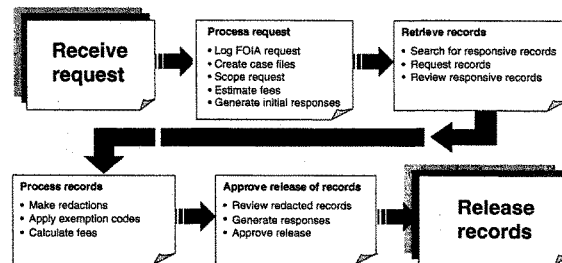 Receive
request
Process request
• Log FOIA request
• Create case files
• Scope request
• Estimate fees
• Generate initial responses
Retrieve records
• Search for responsive records
• Request records
• Review responsive records
Process records
• Make redactions
• Apply exemption codes
• Calculate fees
Approve release of records
• Review redacted records
• Generate responses
• Approve release
Release
records